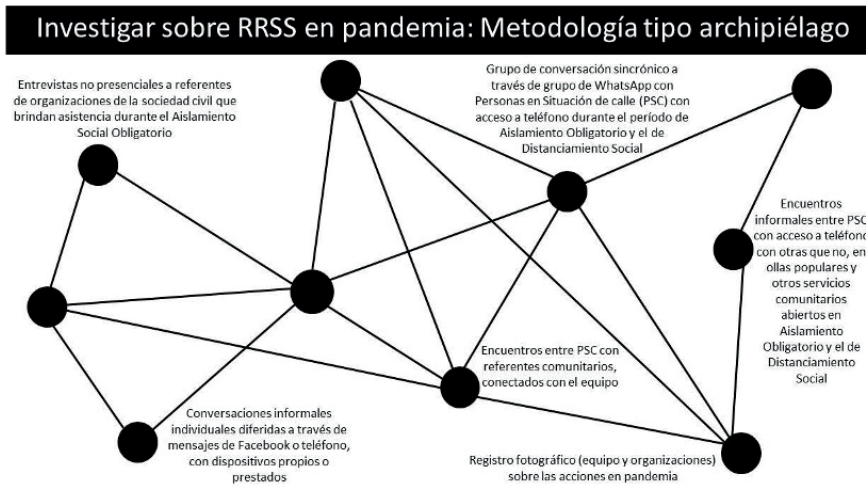 Investigar sobre RRSS en pandemia: Metodología tipo archipiélago
Entrevistas no presenciales a referentes
de organizaciones de la sociedad civil que
brindan asistencia durante el Aislamiento
Social Obligatorio
Grupo de conversación sincrónico a
través de grupo de WhatsApp con
Personas en Situación de calle (PSC) con
acceso a teléfono durante el período de
Aislamiento Obligatorio y el de
Distanciamiento Social
Encuentros
informales entre PSC
con acceso a teléfono
con otras que no, en
ollas populares y
otros servicios
comunitarios
abiertos en
Aislamiento
Obligatorio y el de
Distanciamiento
Social
Encuentros entre PSC con
referentes comunitarios,
conectados con el equipo
Conversaciones informales
individuales diferidas a través de
mensajes de Facebook o teléfono,
con dispositivos propios o
prestados
Registro fotográfico (equipo y organizaciones)
sobre las acciones en pandemia